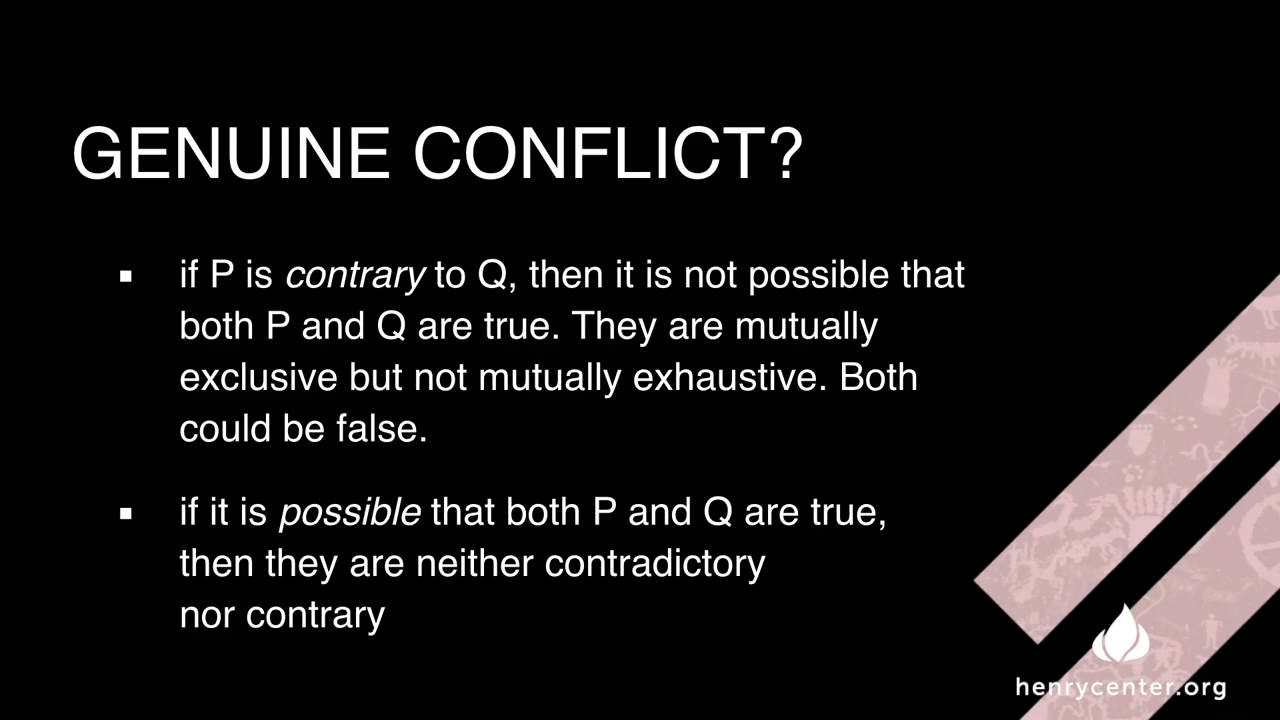 GENUINE CONFLICT?
▪ if P is contrary to Q, then it is not possible that
both P and Q are true. They are mutually
exclusive but not mutually exhaustive. Both
could be false.
▪ if it is possible that both P and Q are true,
then they are neither contradictory
nor contrary
henrycenter.org